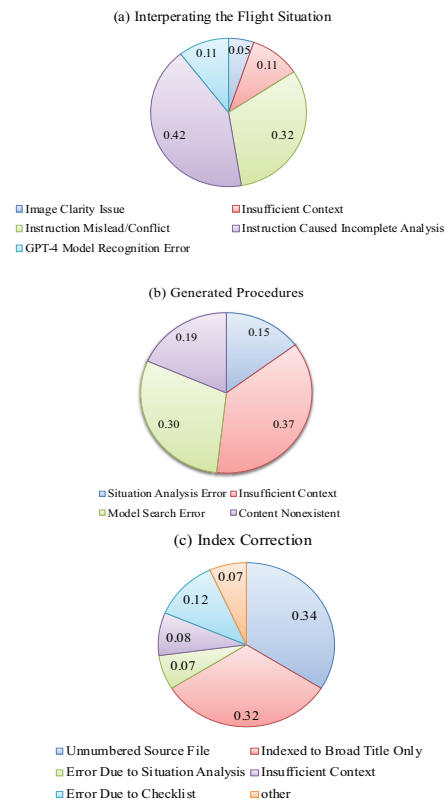 (a) Interperating the Flight Situation
0.11
0.05
0.11
0.42
0.32
Image Clarity Issue
Insufficient Context
Instruction Mislead/Conflict
Instruction Caused Incomplete Analysis
GPT-4 Model Recognition Error
(b) Generated Procedures
0.19
0.15
0.30
0.37
Situation Analysis Error
Insufficient Context
Model Search Error
Content Nonexistent
(c) Index Correction
0.07
0.12
0.34
0.08
0.07
0.32
Unnumbered Source File
Indexed to Broad Title Only
Error Due to Situation Analysis
Insufficient Context
Error Due to Checklist
other